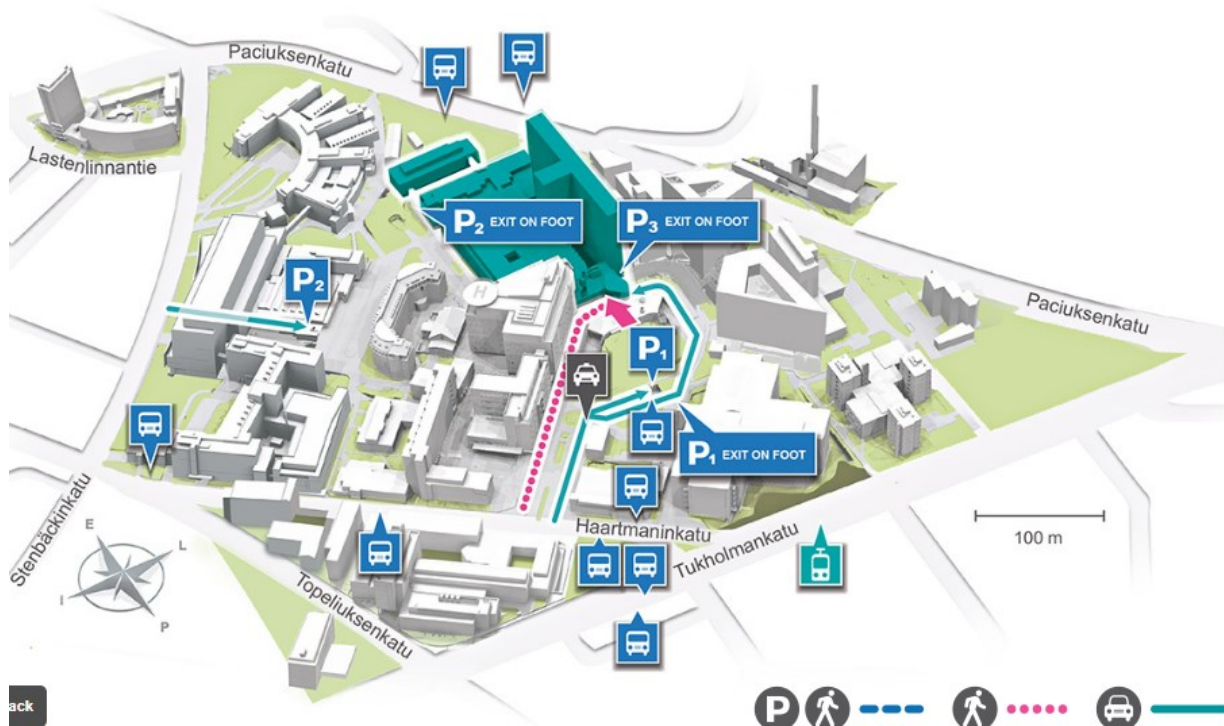 Paciuksenkatu
Lastenlinnantie
P2 EXIT ON FOOT
P3 EXIT ON FOOT
P2
H
Paciuksenkatu
P1
P1 EXIT ON FOOT
Stenbäckinkatu
Haartmaninkatu
Tukholmankatu
100 m
E
L
I
P
Topeliuksenkatu
ack
P